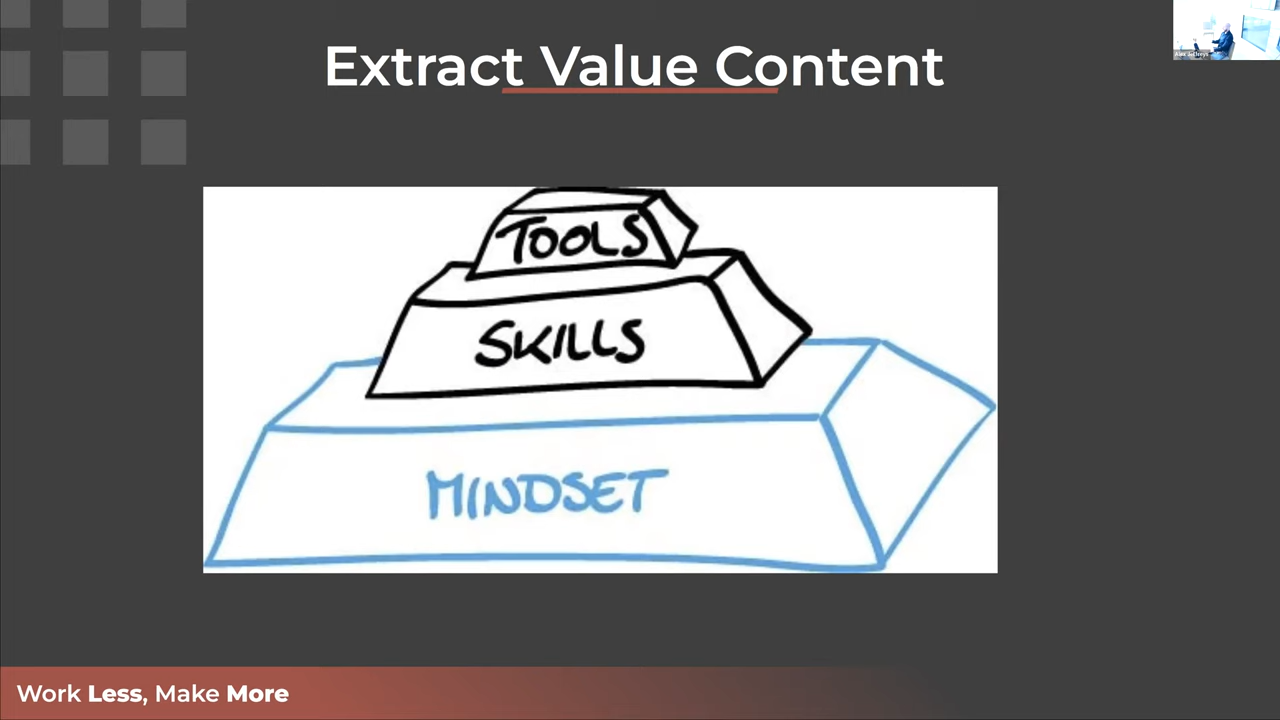 Extract Value Content
TOOLS
SKILLS
MINDSET
Work Less, Make More